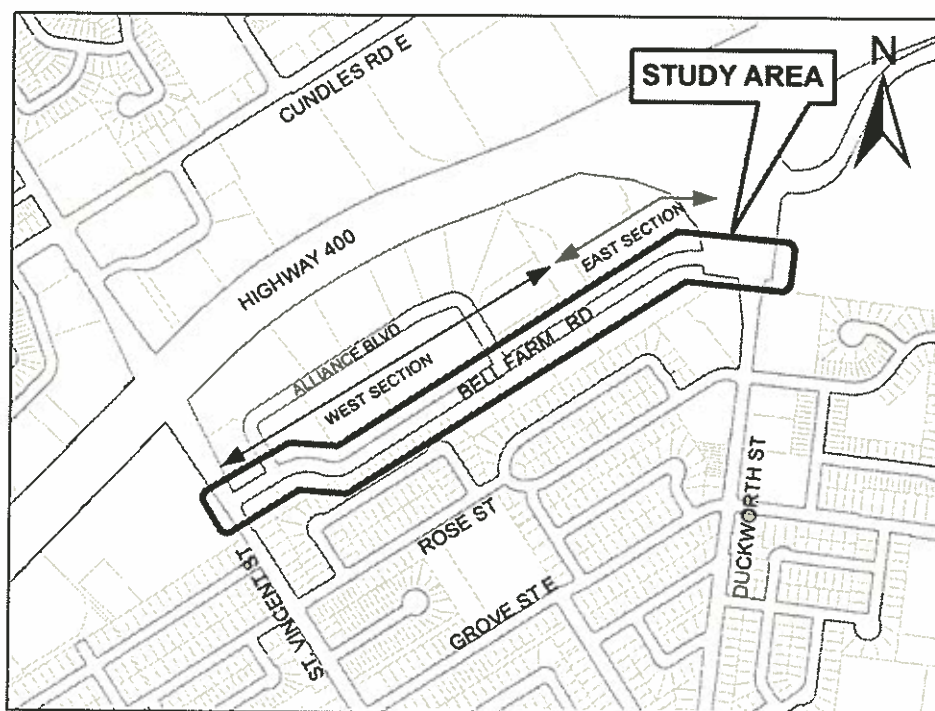 CUNDLES RD E
N
STUDY AREA
HIGHWAY 400
EAST SECTION
ALLIANCE BLVD
WEST SECTION
BELL FARM RD
ROSE ST
DUCKWORTH ST
ST. VINCENT ST
GROVE ST E